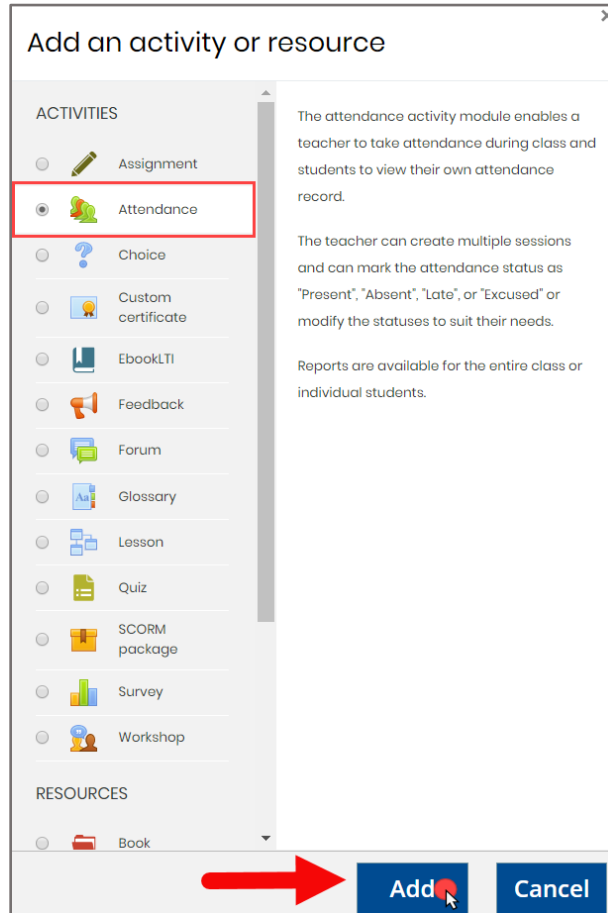 Add an activity or resource
ACTIVITIES
Assignment
Attendance
Choice
Custom
certificate
EbookLTI
Feedback
Forum
Aa
Glossary
Lesson
Quiz
SCORM
package
Survey
Workshop
RESOURCES
Book
The attendance activity module enables a
teacher to take attendance during class and
students to view their own attendance
record.
The teacher can create multiple sessions
and can mark the attendance status as
"Present", "Absent", "Late", or "Excused" or
modify the statuses to suit their needs.
Reports are available for the entire class or
individual students.
Add
Cancel